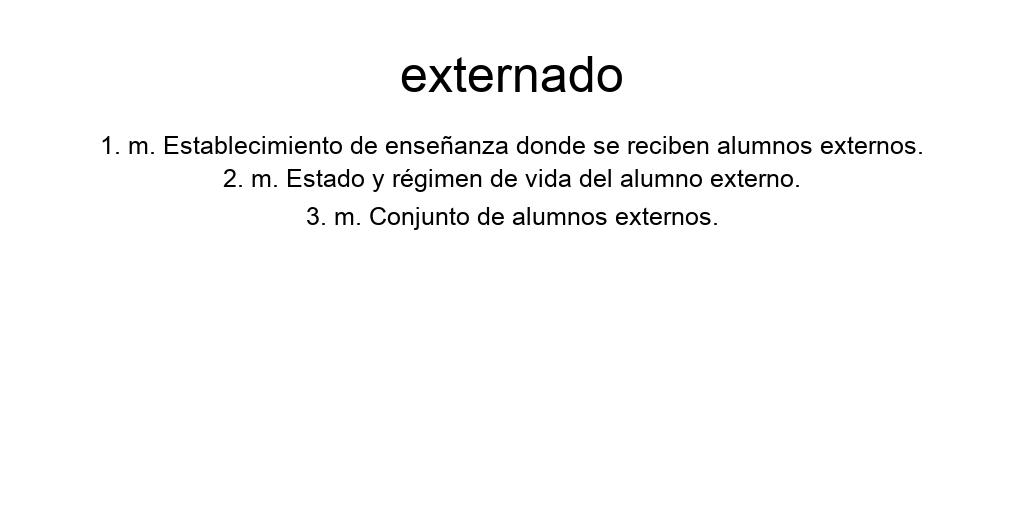 externado
1. m. Establecimiento de enseñanza donde se reciben alumnos externos.
2. m. Estado y régimen de vida del alumno externo.
3. m. Conjunto de alumnos externos.